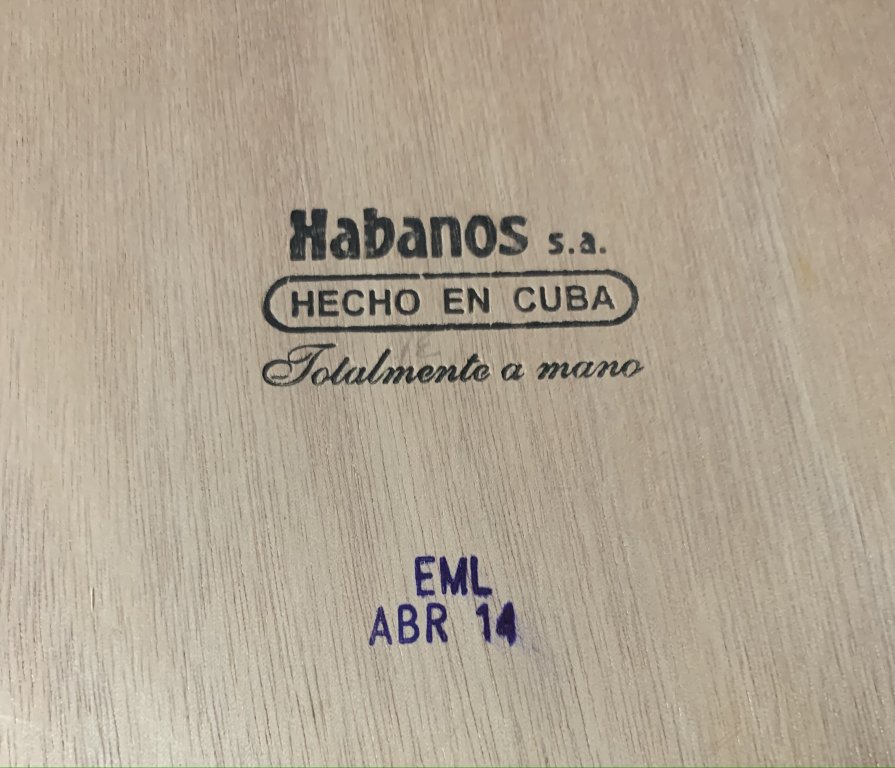 Habanos s.a.
HECHO EN CUBA
Totalmente a mano
EML
ABR 14